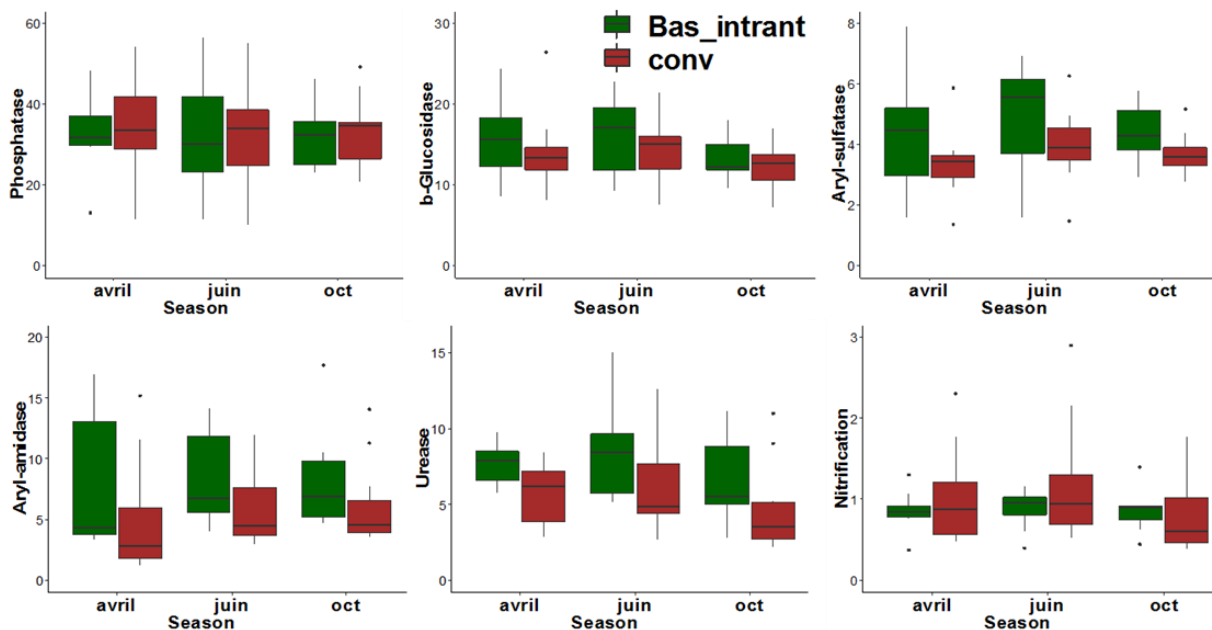 Bas_intrant
conv
Phosphatase
60
40
20
0
avril juin oct
Season
b-Glucosidase
30
20
10
0
avril juin oct
Season
Aryl-sulfatase
8
6
4
2
0
avril juin oct
Season
Aryl-amidase
20
15
10
5
0
avril juin oct
Season
Urease
15
10
5
0
avril juin oct
Season
Nitrification
3
2
1
0
avril juin oct
Season